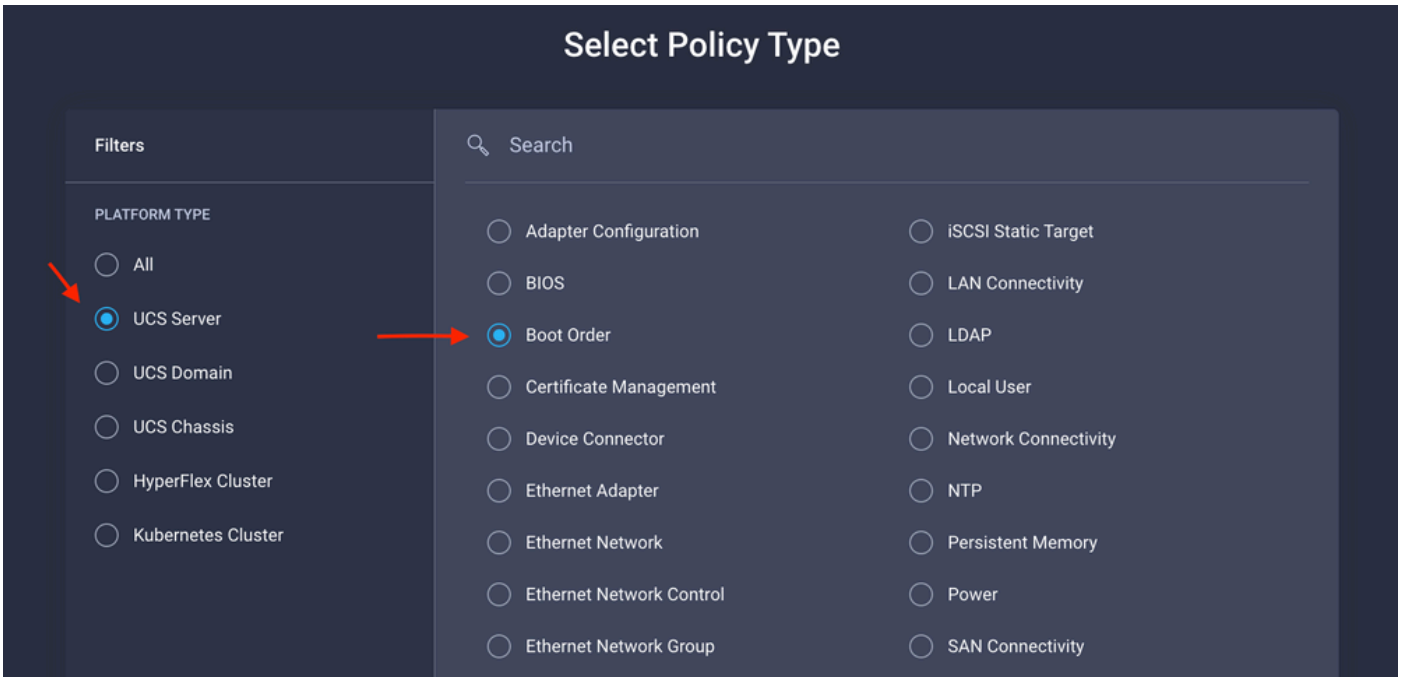 Select Policy Type
Filters
Search
PLATFORM TYPE
All
UCS Server
UCS Domain
UCS Chassis
HyperFlex Cluster
Kubernetes Cluster
Adapter Configuration
BIOS
Boot Order
Certificate Management
Device Connector
Ethernet Adapter
Ethernet Network
Ethernet Network Control
Ethernet Network Group
iSCSI Static Target
LAN Connectivity
LDAP
Local User
Network Connectivity
NTP
Persistent Memory
Power
SAN Connectivity